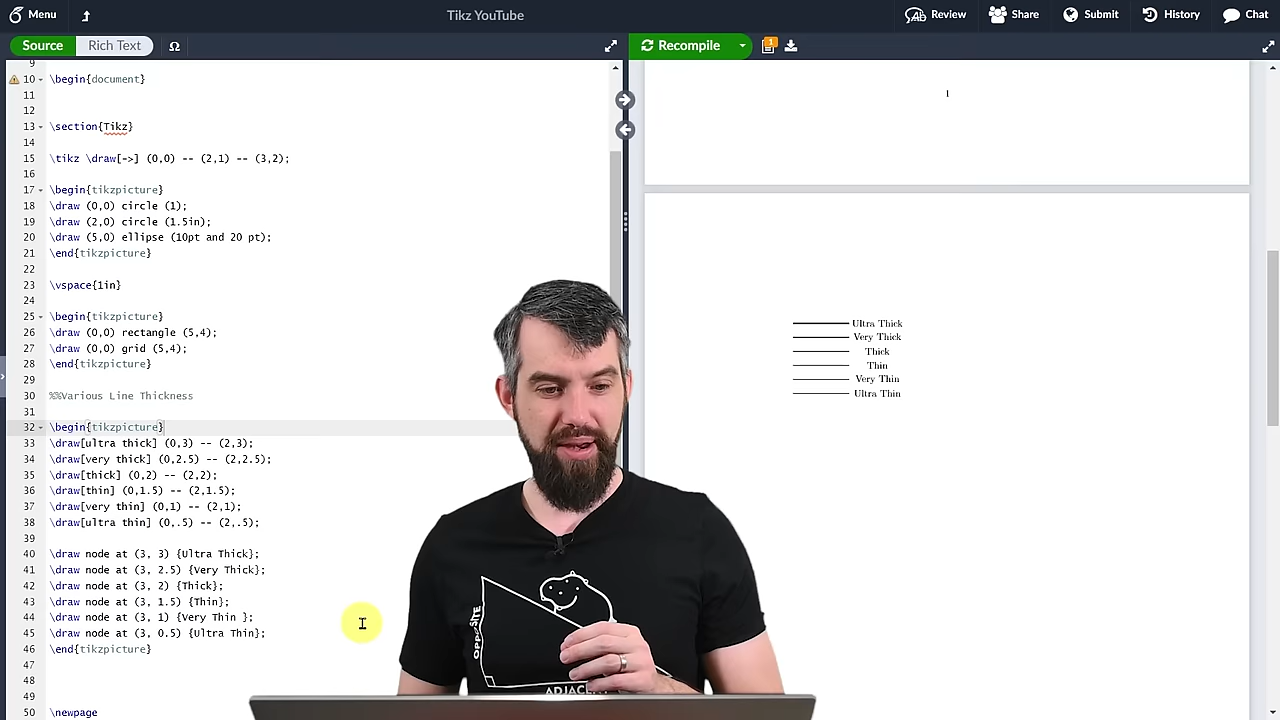 Menu
Tikz YouTube
Review
Share
Submit
History
Chat
Source
Rich Text
Ω
Recompile
1
9
10 \begin{document}
11
12
13 \section{Tikz}
14
15 \tikz \draw[->] (0,0) -- (2,1) -- (3,2);
16
17 \begin{tikzpicture}
18 \draw (0,0) circle (1);
19 \draw (2,0) circle (1.5in);
20 \draw (5,0) ellipse (10pt and 20 pt);
21 \end{tikzpicture}
22
23 \vspace{1in}
24
25 \begin{tikzpicture}
26 \draw (0,0) rectangle (5,4);
27 \draw (0,0) grid (5,4);
28 \end{tikzpicture}
29
30 %%Various Line Thickness
31
32 \begin{tikzpicture}
33 \draw[ultra thick] (0,3) -- (2,3);
34 \draw[very thick] (0,2.5) -- (2,2.5);
35 \draw[thick] (0,2) -- (2,2);
36 \draw[thin] (0,1.5) -- (2,1.5);
37 \draw[very thin] (0,1) -- (2,1);
38 \draw[ultra thin] (0,.5) -- (2,.5);
39
40 \draw node at (3, 3) {Ultra Thick};
41 \draw node at (3, 2.5) {Very Thick};
42 \draw node at (3, 2) {Thick};
43 \draw node at (3, 1.5) {Thin};
44 \draw node at (3, 1) {Very Thin };
45 \draw node at (3, 0.5) {Ultra Thin};
46 \end{tikzpicture}
47
48
49
50 \newpage
1
Ultra Thick
Very Thick
Thick
Thin
Very Thin
Ultra Thin
OPPOSITE